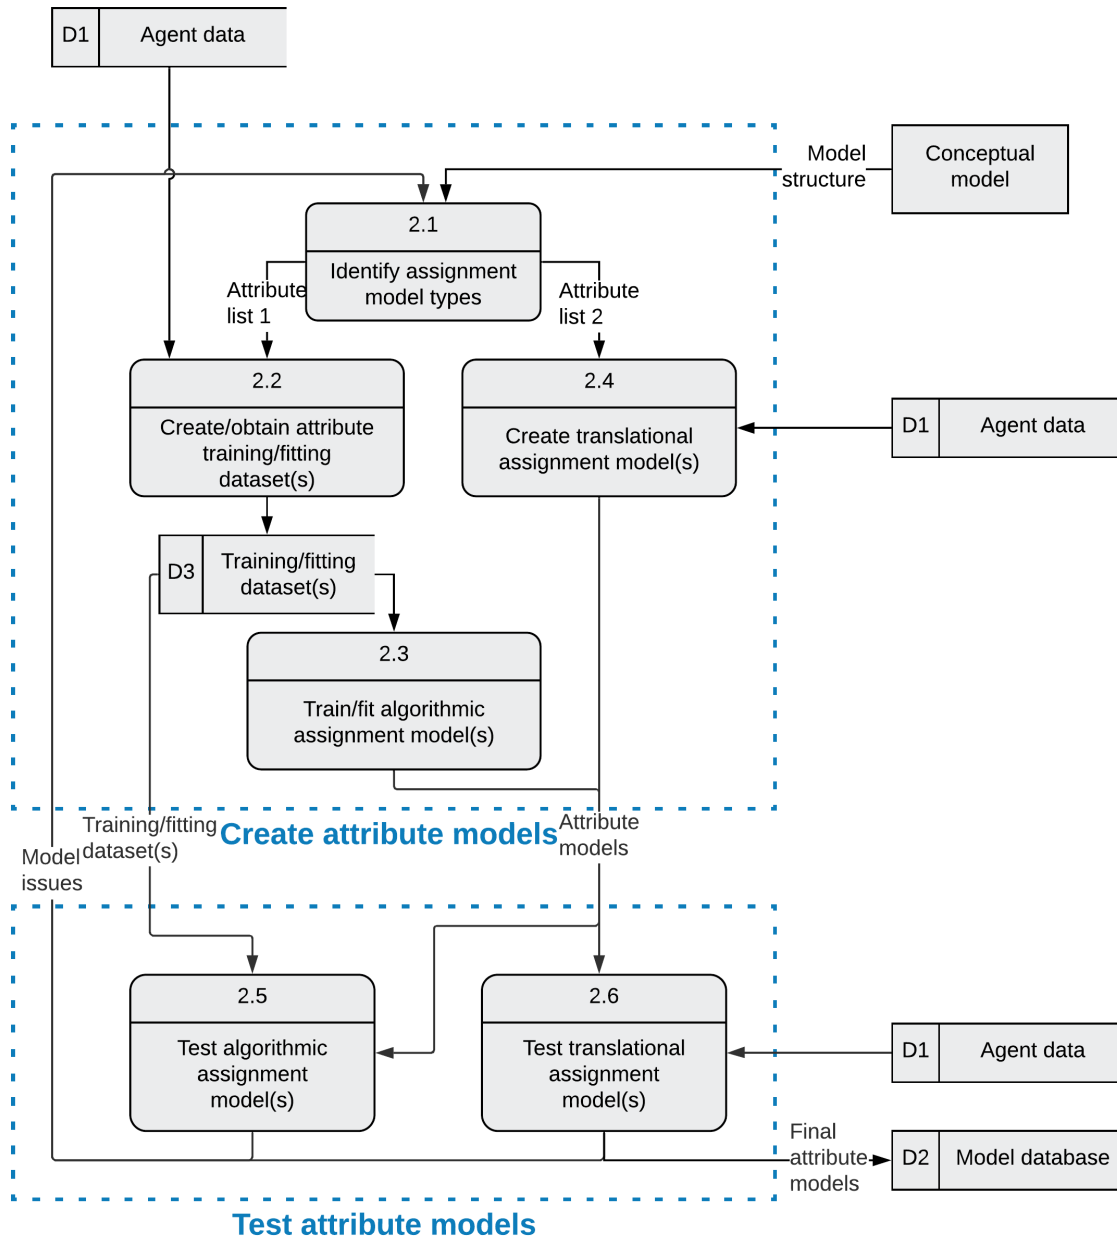 D1
Agent data
Model
structure
Conceptual
model
2.1
Identify assignment
model types
Attribute
list 1
Attribute
list 2
2.2
Create/obtain attribute
training/fitting
dataset(s)
2.4
Create translational
assignment model(s)
D1
Agent data
D3
Training/fitting
dataset(s)
2.3
Train/fit algorithmic
assignment model(s)
Training/fitting
dataset(s)
Create attribute models
Attribute
models
Model
issues
2.5
Test algorithmic
assignment
model(s)
2.6
Test translational
assignment
model(s)
D1
Agent data
Final
attribute
models
D2
Model database
Test attribute models